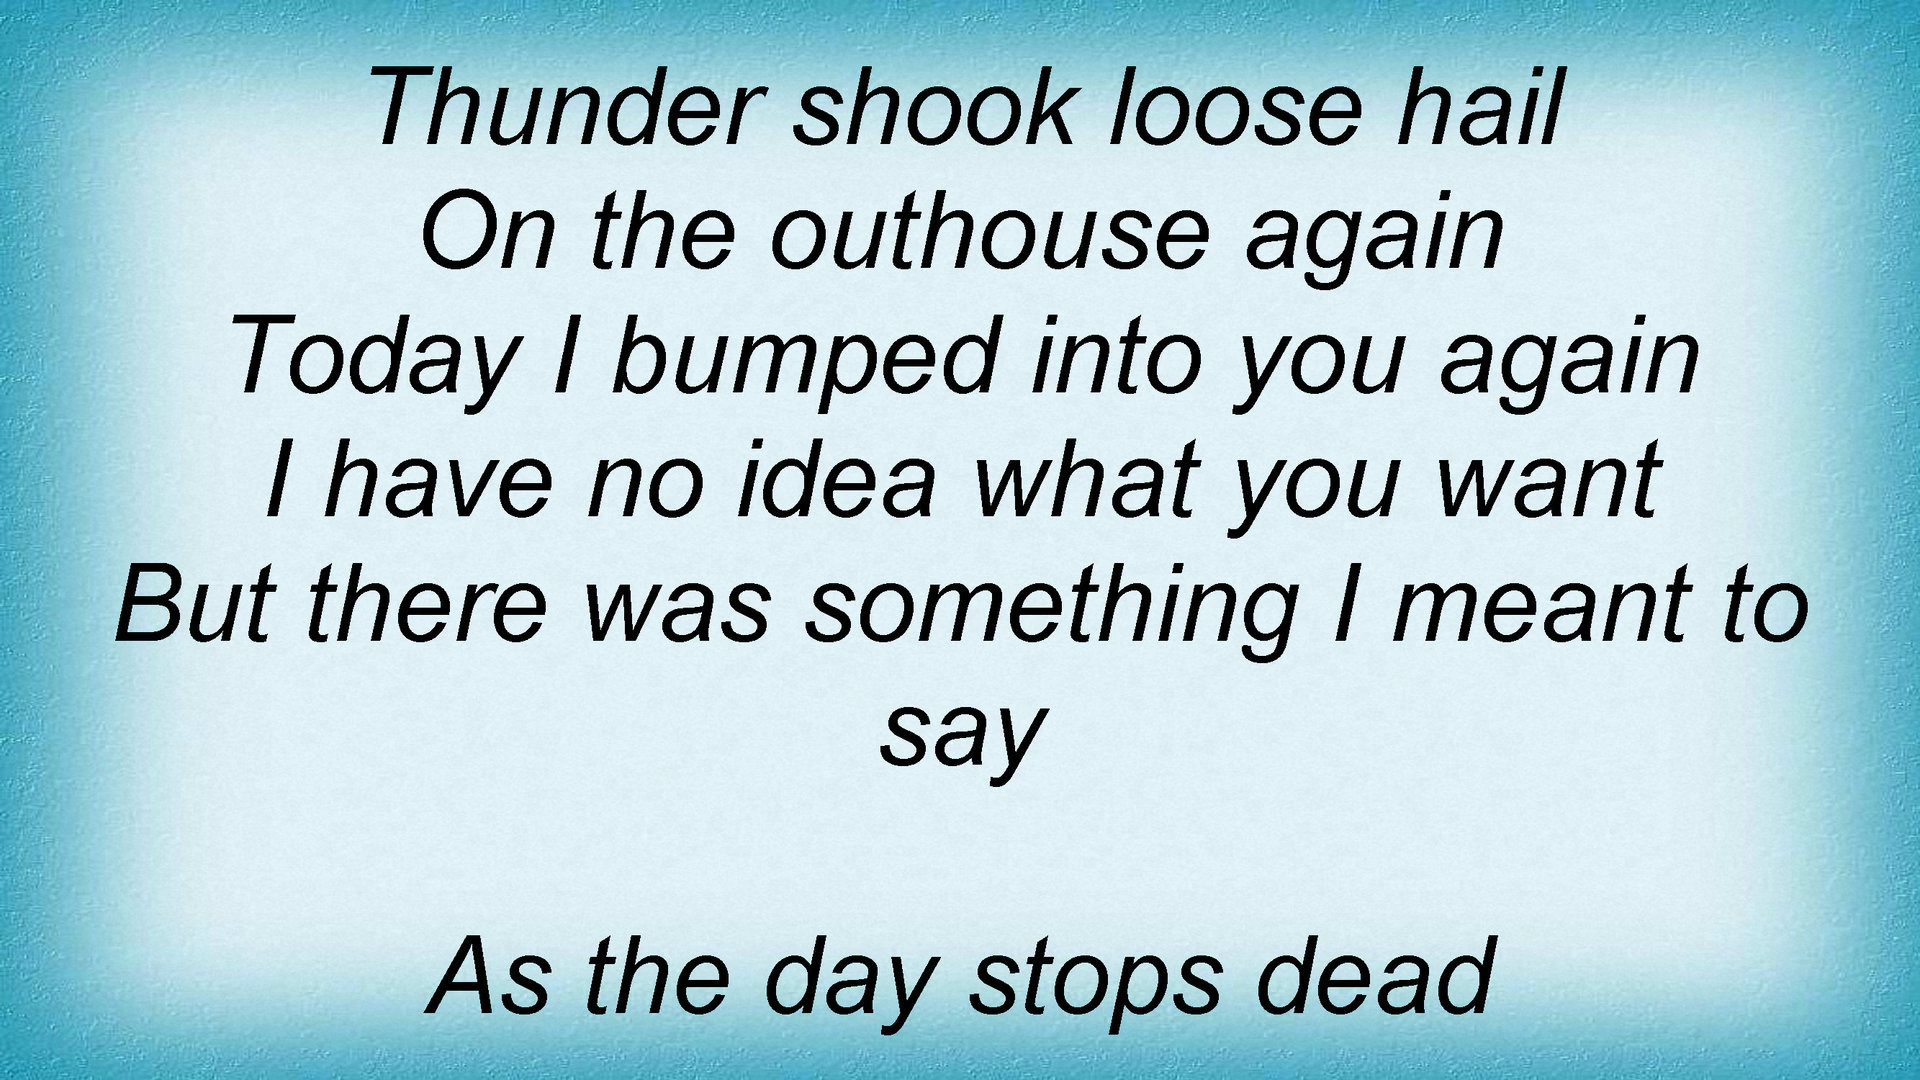 Thunder shook loose hail
On the outhouse again
Today I bumped into you again
I have no idea what you want
But there was something I meant to
say
As the day stops dead